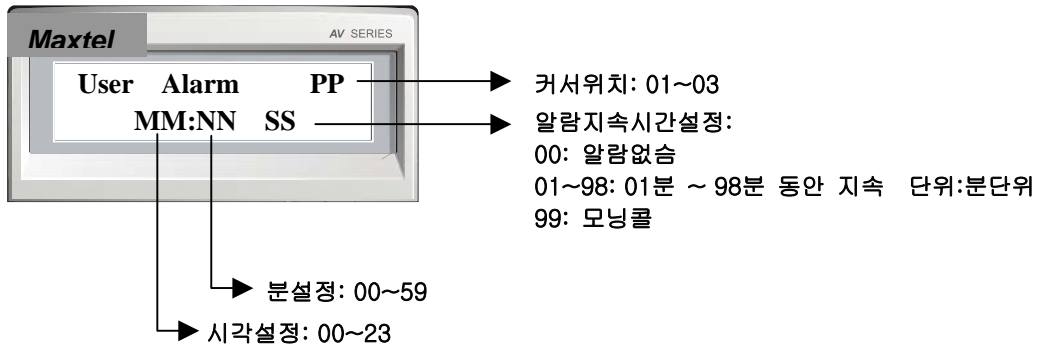 Maxtel
AV SERIES
User Alarm PP
MM:NN SS
커서위치: 01~03
알람지속시간설정:
00: 알람없슴
01~98: 01분 ~ 98분 동안 지속 단위:분단위
99: 모닝콜
분설정: 00~59
시각설정: 00~23